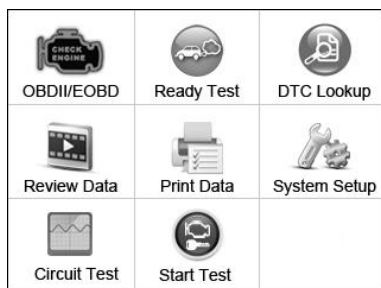 CHECK
ENGINE
OBDII/EOBD
Ready Test
DTC Lookup
Review Data
Print Data
System Setup
Circuit Test
Start Test